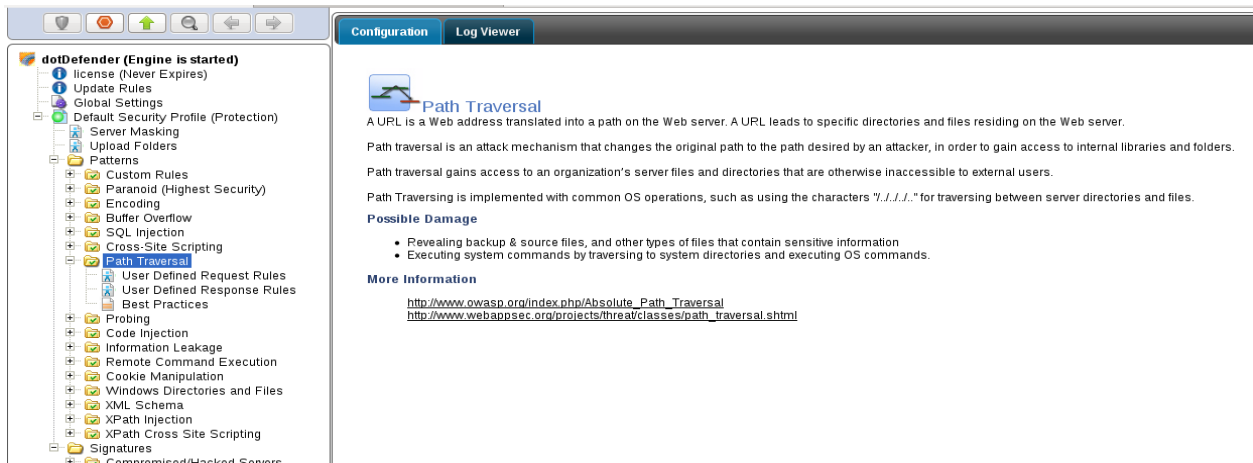 dotDefender (Engine is started)
license (Never Expires)
Update Rules
Global Settings
Default Security Profile (Protection)
Server Masking
Upload Folders
Patterns
Custom Rules
Paranoid (Highest Security)
Encoding
Buffer Overflow
SQL Injection
Cross-Site Scripting
Path Traversal
User Defined Request Rules
User Defined Response Rules
Best Practices
Probing
Code Injection
Information Leakage
Remote Command Execution
Cookie Manipulation
Windows Directories and Files
XML Schema
XPath Injection
XPath Cross Site Scripting
Signatures
Compromised/Hacked Servers
Configuration
Log Viewer
Path Traversal
A URL is a Web address translated into a path on the Web server. A URL leads to specific directories and files residing on the Web server.
Path traversal is an attack mechanism that changes the original path to the path desired by an attacker, in order to gain access to internal libraries and folders.
Path traversal gains access to an organization's server files and directories that are otherwise inaccessible to external users.
Path Traversing is implemented with common OS operations, such as using the characters "/../../../.." for traversing between server directories and files.
Possible Damage
• Revealing backup & source files, and other types of files that contain sensitive information
• Executing system commands by traversing to system directories and executing OS commands.
More Information
http://www.owasp.org/index.php/Absolute_Path_Traversal
http://www.webappsec.org/projects/threat/classes/path_traversal.shtml